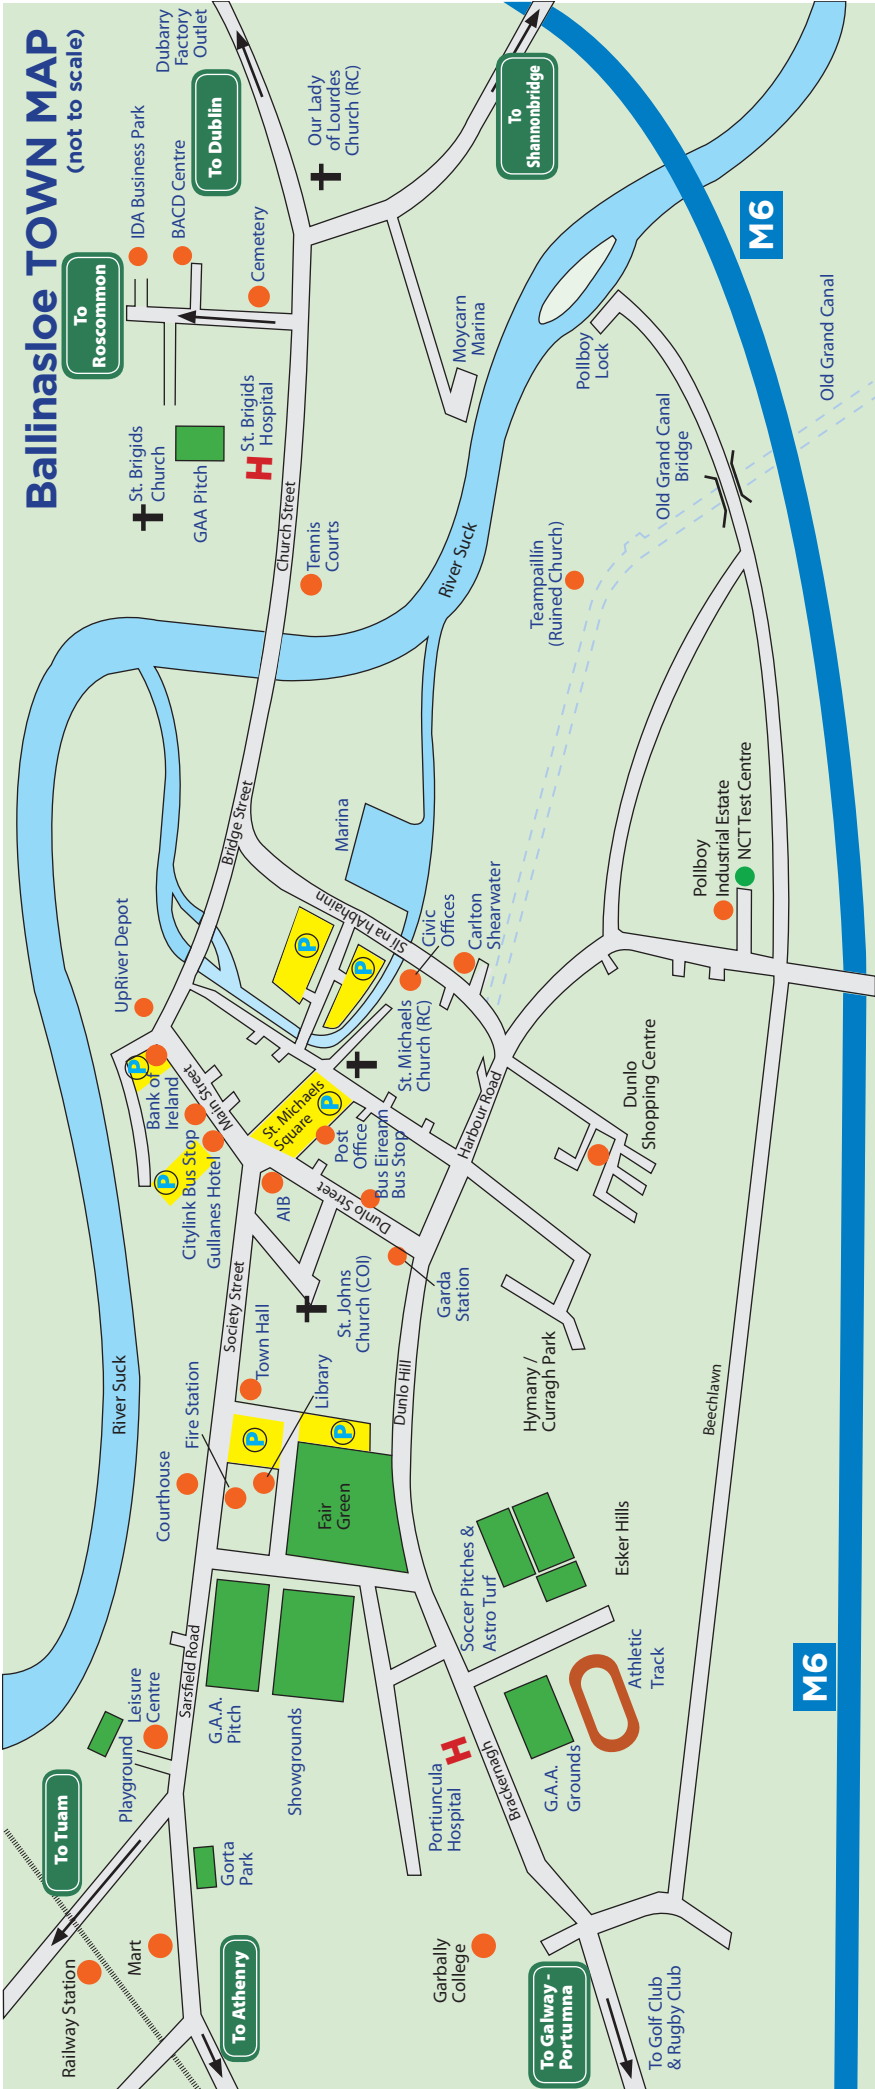 Ballinasloe TOWN MAP
(not to scale)
Dubarry
Factory
Outlet
To Dublin
IDA Business Park
BACD Centre
To
Roscommon
Cemetery
Our Lady
of Lourdes
Church (RC)
To
Shannonbridge
M6
Moycarn
Marina
Pollboy
Lock
Old Grand Canal
Old Grand Canal
Bridge
St. Brigids
Church
GAA Pitch
H
St. Brigids
Hospital
Church Street
Tennis
Courts
River Suck
Teampaillín
(Ruined Church)
Bridge Street
Marina
Slí na hAbhainn
P
P
Civic
Offices
Carlton
Shearwater
Pollboy
Industrial Estate
NCT Test Centre
UpRiver Depot
P
Bank of
Ireland
Main Street
St. Michaels
Church (RC)
St. Michaels
Square
P
Harbour Road
Dunlo
Shopping Centre
P
Citylink Bus Stop
Gullanes Hotel
Post
Office
Bus Eireann
Bus Stop
AIB
Dunlo Street
Garda
Station
St. Johns
Church (COI)
Society Street
River Suck
Town Hall
Library
Fire Station
Courthouse
P
P
Dunlo Hill
Hymany /
Curragh Park
Beechlawn
Fair
Green
Soccer Pitches &
Astro Turf
Esker Hills
Sarsfield Road
G.A.A.
Pitch
Showgrounds
Leisure
Centre
Playground
Athletic
Track
G.A.A.
Grounds
M6
H
Portiuncula
Hospital
Brackernagh
To Tuam
Gorta
Park
Mart
Railway Station
To Athenry
Garbally
College
To Galway -
Portumna
To Golf Club
& Rugby Club